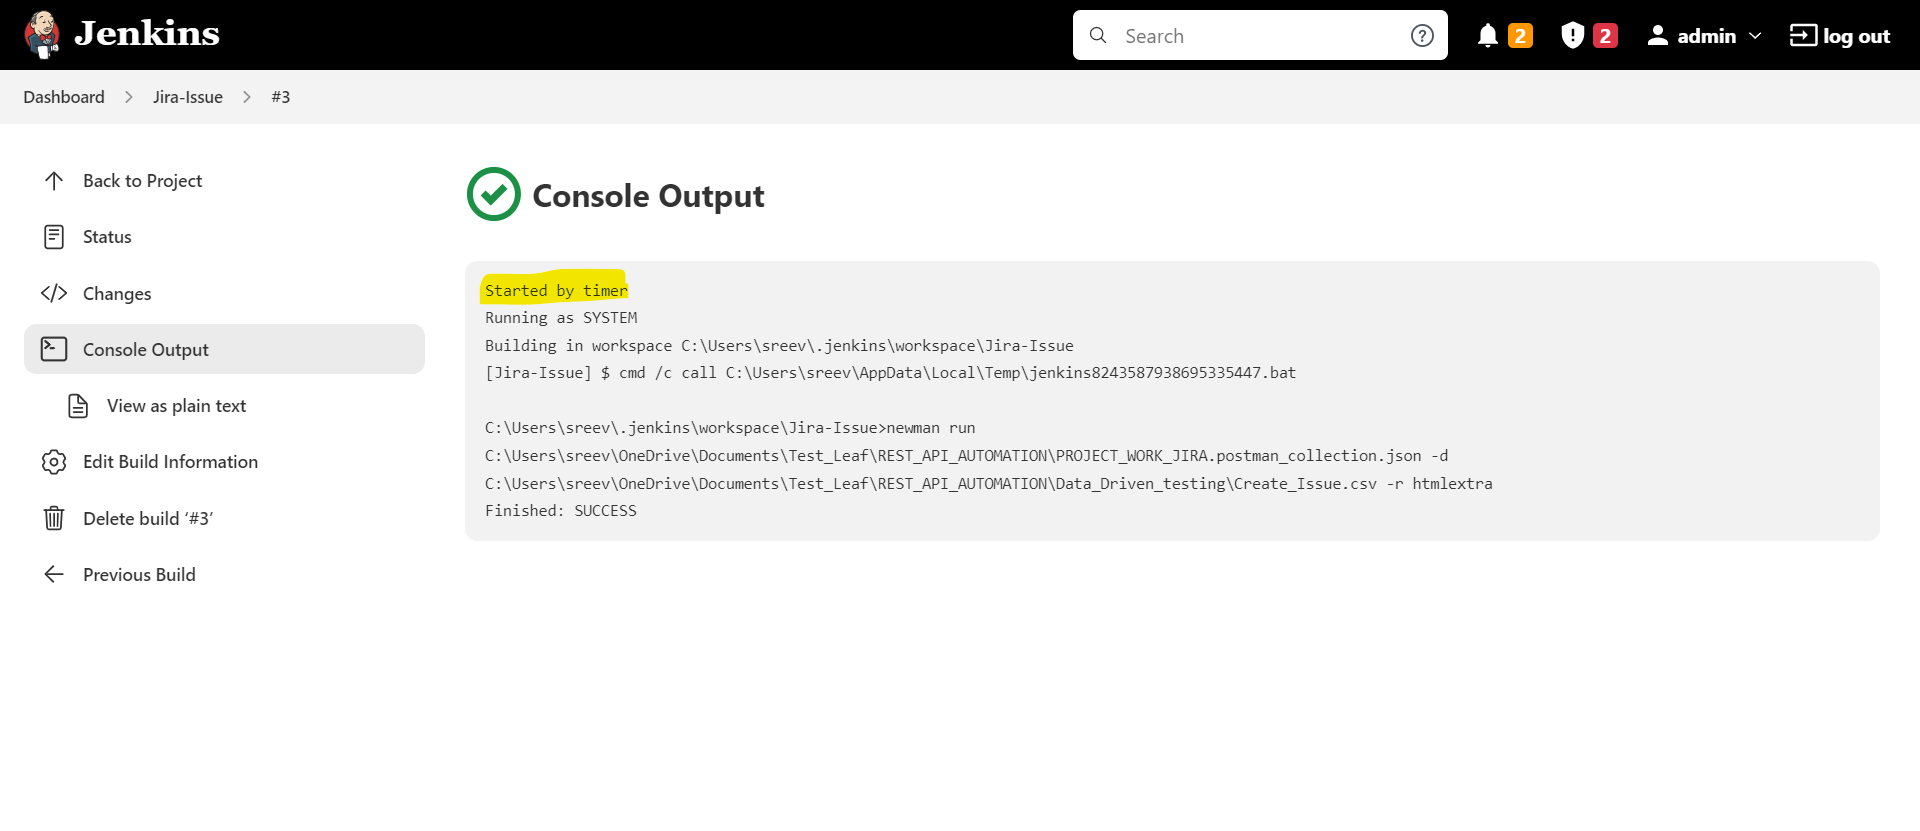 Jenkins
Search
2
2
admin
log out
Dashboard
Jira-Issue
#3
Back to Project
Status
Changes
Console Output
View as plain text
Edit Build Information
Delete build ‘#3’
Previous Build
Console Output
Started by timer
Running as SYSTEM
Building in workspace C:\Users\sreev\.jenkins\workspace\Jira-Issue
[Jira-Issue] $ cmd /c call C:\Users\sreev\AppData\Local\Temp\jenkins8243587938695335447.bat
C:\Users\sreev\.jenkins\workspace\Jira-Issue>newman run
C:\Users\sreev\OneDrive\Documents\Test_Leaf\REST_API_AUTOMATION\PROJECT_WORK_JIRA.postman_collection.json -d
C:\Users\sreev\OneDrive\Documents\Test_Leaf\REST_API_AUTOMATION\Data_Driven_testing\Create_Issue.csv -r htmlextra
Finished: SUCCESS